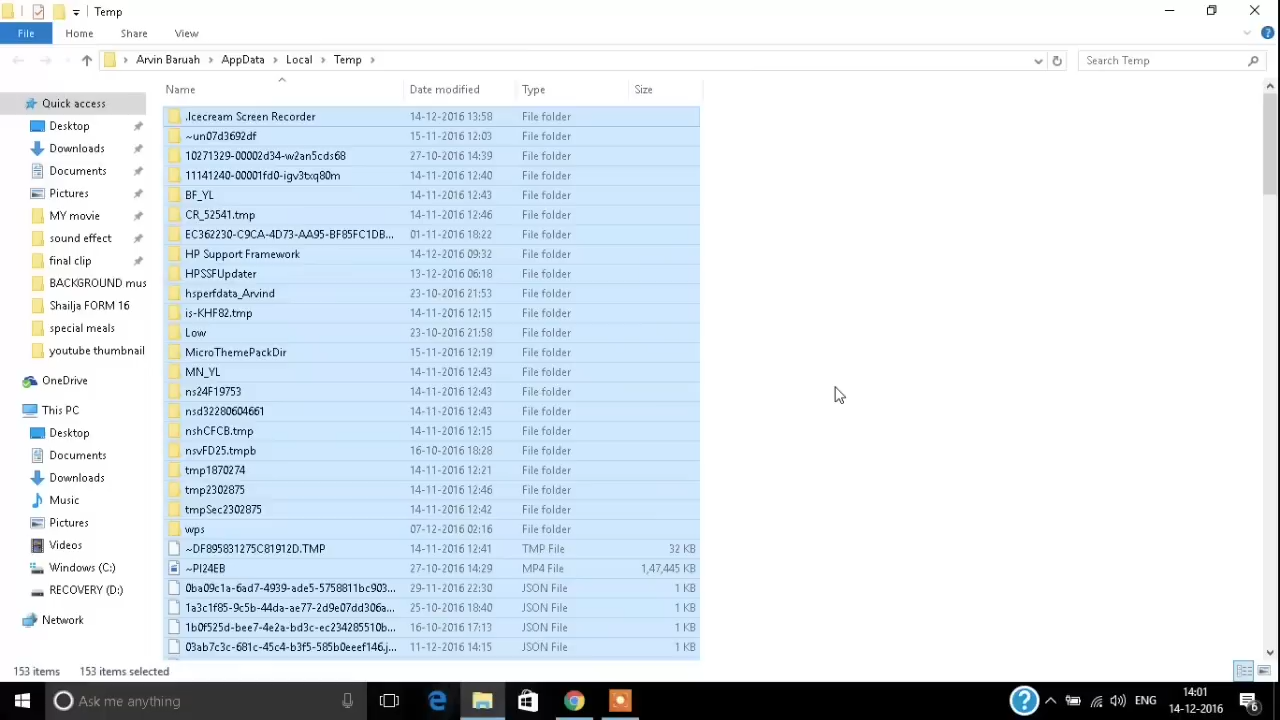 Temp
File Home Share View
Arvin Baruah Appdata Local Temp
Search Temp
Name Date modified Type Size
Quick access
Desktop
Downloads
Documents
Pictures
MY movie
sound effect
final clip
BACKGROUND mus
Shailja FORM 16
special meals
youtube thumbnail
OneDrive
This PC
Desktop
Documents
Downloads
Music
Pictures
Videos
Windows (C:)
RECOVERY (D:)
Network
.Icecream Screen Recorder 14-12-2016 13:58 File folder
~un07d3692df 15-11-2016 12:03 File folder
10271329-00002d34-w2an5cds68 27-10-2016 14:39 File folder
11141240-00001fd0-igv3txq80m 14-11-2016 12:40 File folder
BF_YL 14-11-2016 12:43 File folder
CR_52541.tmp 14-11-2016 12:46 File folder
EC362230-C9CA-4D73-AA95-BF85FC1DB... 01-11-2016 18:22 File folder
HP Support Framework 14-12-2016 09:32 File folder
HPSSFUpdater 13-12-2016 06:18 File folder
hsperfdata_Arvind 23-10-2016 21:53 File folder
is-KHF82.tmp 14-11-2016 12:15 File folder
Low 23-10-2016 21:58 File folder
MicroThemePackDir 15-11-2016 12:19 File folder
MN_YL 14-11-2016 12:43 File folder
ns24F19753 14-11-2016 12:43 File folder
nsd32280604661 14-11-2016 12:43 File folder
nshCFCB.tmp 14-11-2016 12:15 File folder
nsvFD25.tmpb 16-10-2016 18:28 File folder
tmp1870274 14-11-2016 12:21 File folder
tmp2302875 14-11-2016 12:46 File folder
tmpSec2302875 14-11-2016 12:42 File folder
wps 07-12-2016 02:16 File folder
~DF895831275C81912D.TMP 14-11-2016 12:41 TMP File 32 KB
~PI24EB 27-10-2016 14:29 MP4 File 1,47,445 KB
0ba09c1a-6ad7-4939-ade5-5758811bc903... 29-11-2016 22:30 JSON File 1 KB
1a3c1f85-9c5b-44da-ae77-2d9e07dd306a... 25-10-2016 18:40 JSON File 1 KB
1b0f525d-bee7-4e2a-bd3c-ec234285510b... 16-10-2016 17:13 JSON File 1 KB
03ab7c3c-681c-45c4-b3f5-585b0eeef146.j... 11-12-2016 14:15 JSON File 1 KB
153 items 153 items selected
Ask me anything
ENG
14:01
14-12-2016
6